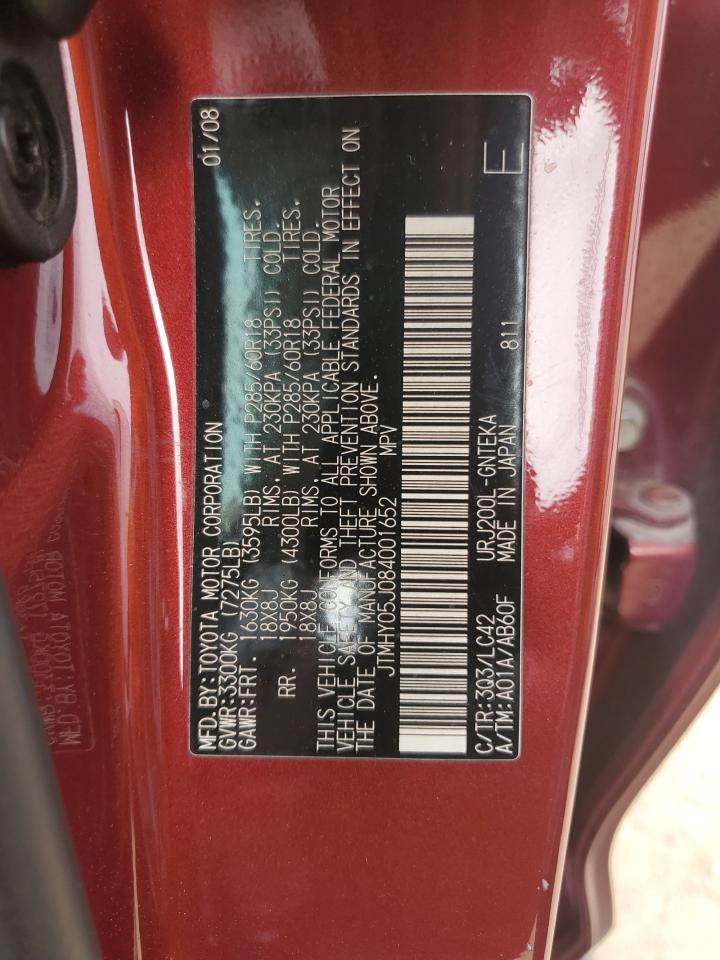 MFD.BY:TOYOTA MOTOR CORPORATION 01/08
GVWR:3300KG (7275LB)
GAWR:FRT. 1630KG (3595LB) WITH P285/60R18 TIRES.
18X8J RIMS, AT 230KPA (33PSI) COLD.
RR. 1950KG (4300LB) WITH P285/60R18 TIRES.
18X8J RIMS, AT 230KPA (33PSI) COLD.
THIS VEHICLE CONFORMS TO ALL APPLICABLE FEDERAL MOTOR
VEHICLE SAFETY AND THEFT PREVENTION STANDARDS IN EFFECT ON
THE DATE OF MANUFACTURE SHOWN ABOVE.
JTMHY05J084001652 MPV
C/TR:3Q3/LC42 URJ200L-GNTEKA
A/TM:A01A/AB60F MADE IN JAPAN 811 E